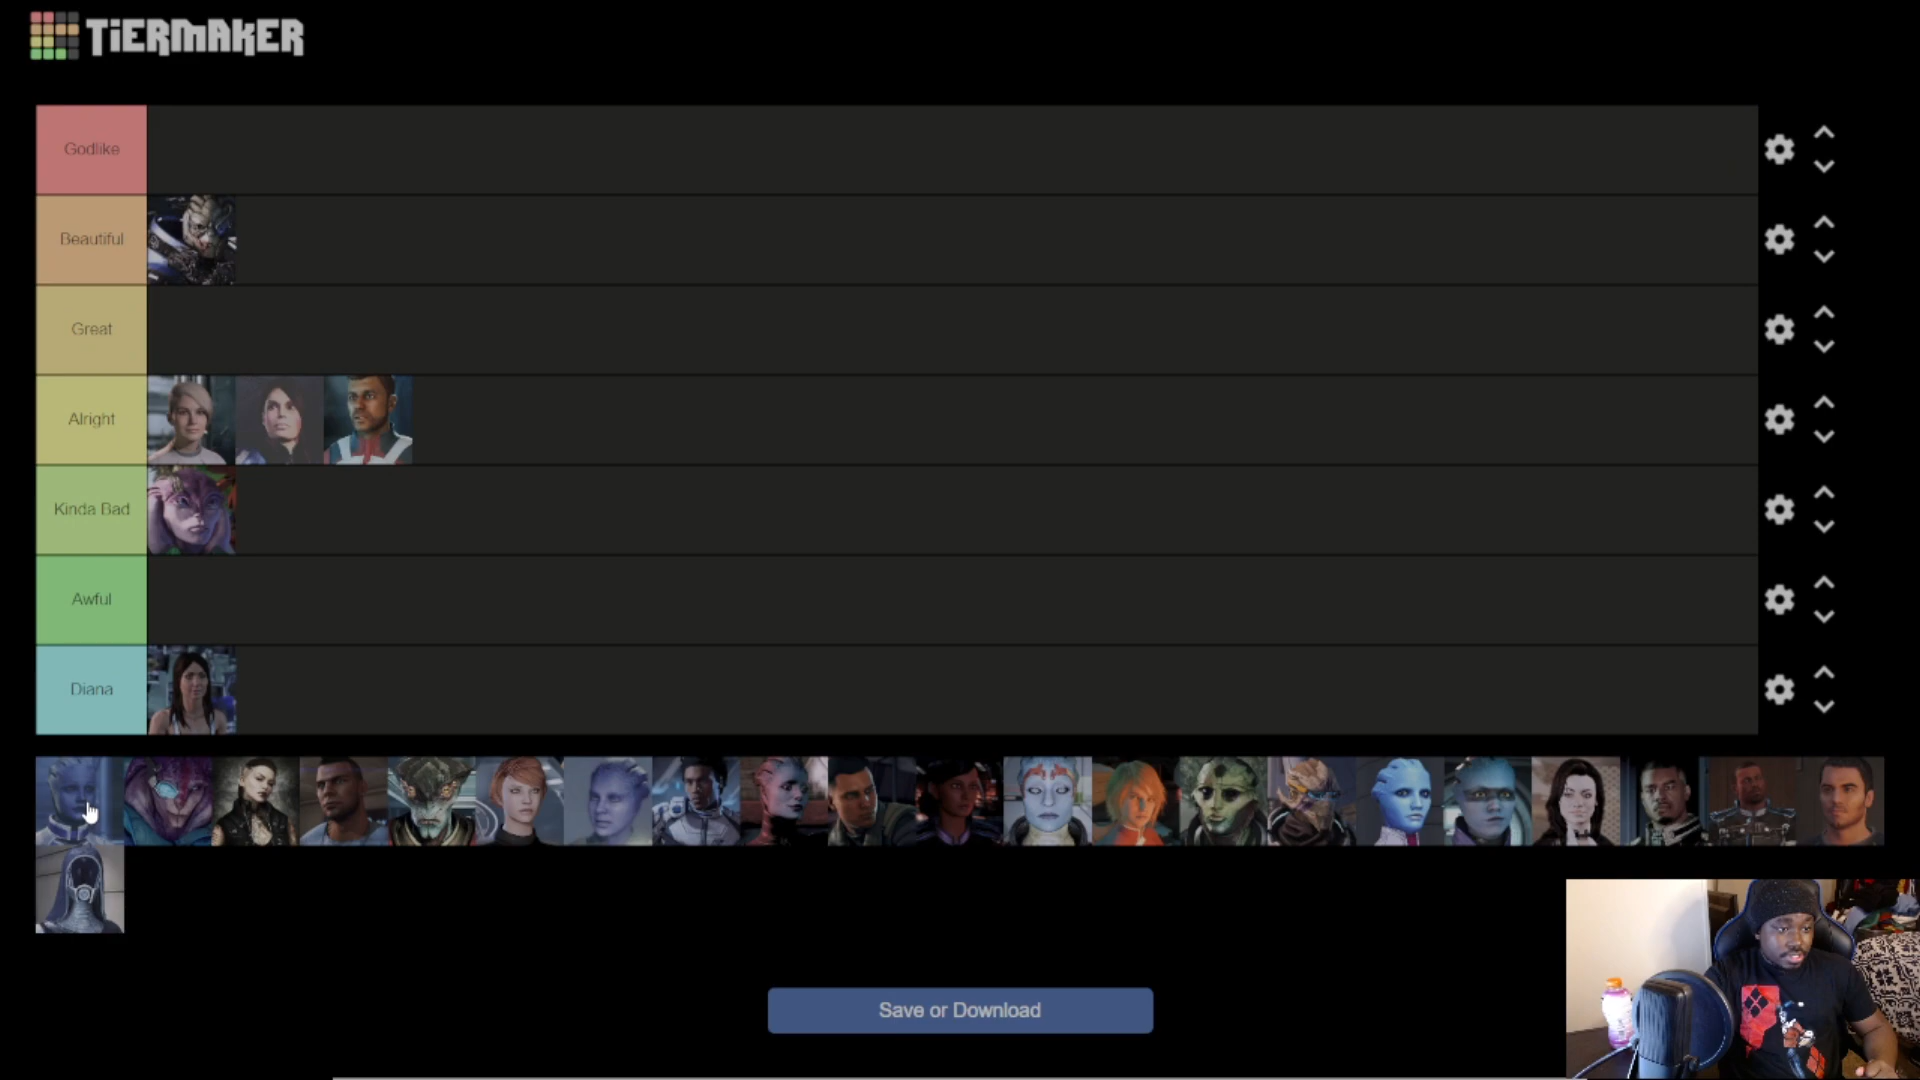 TiERMAKER
Godlike
Beautiful
Great
Alright
Kinda Bad
Awful
Diana
Save or Download